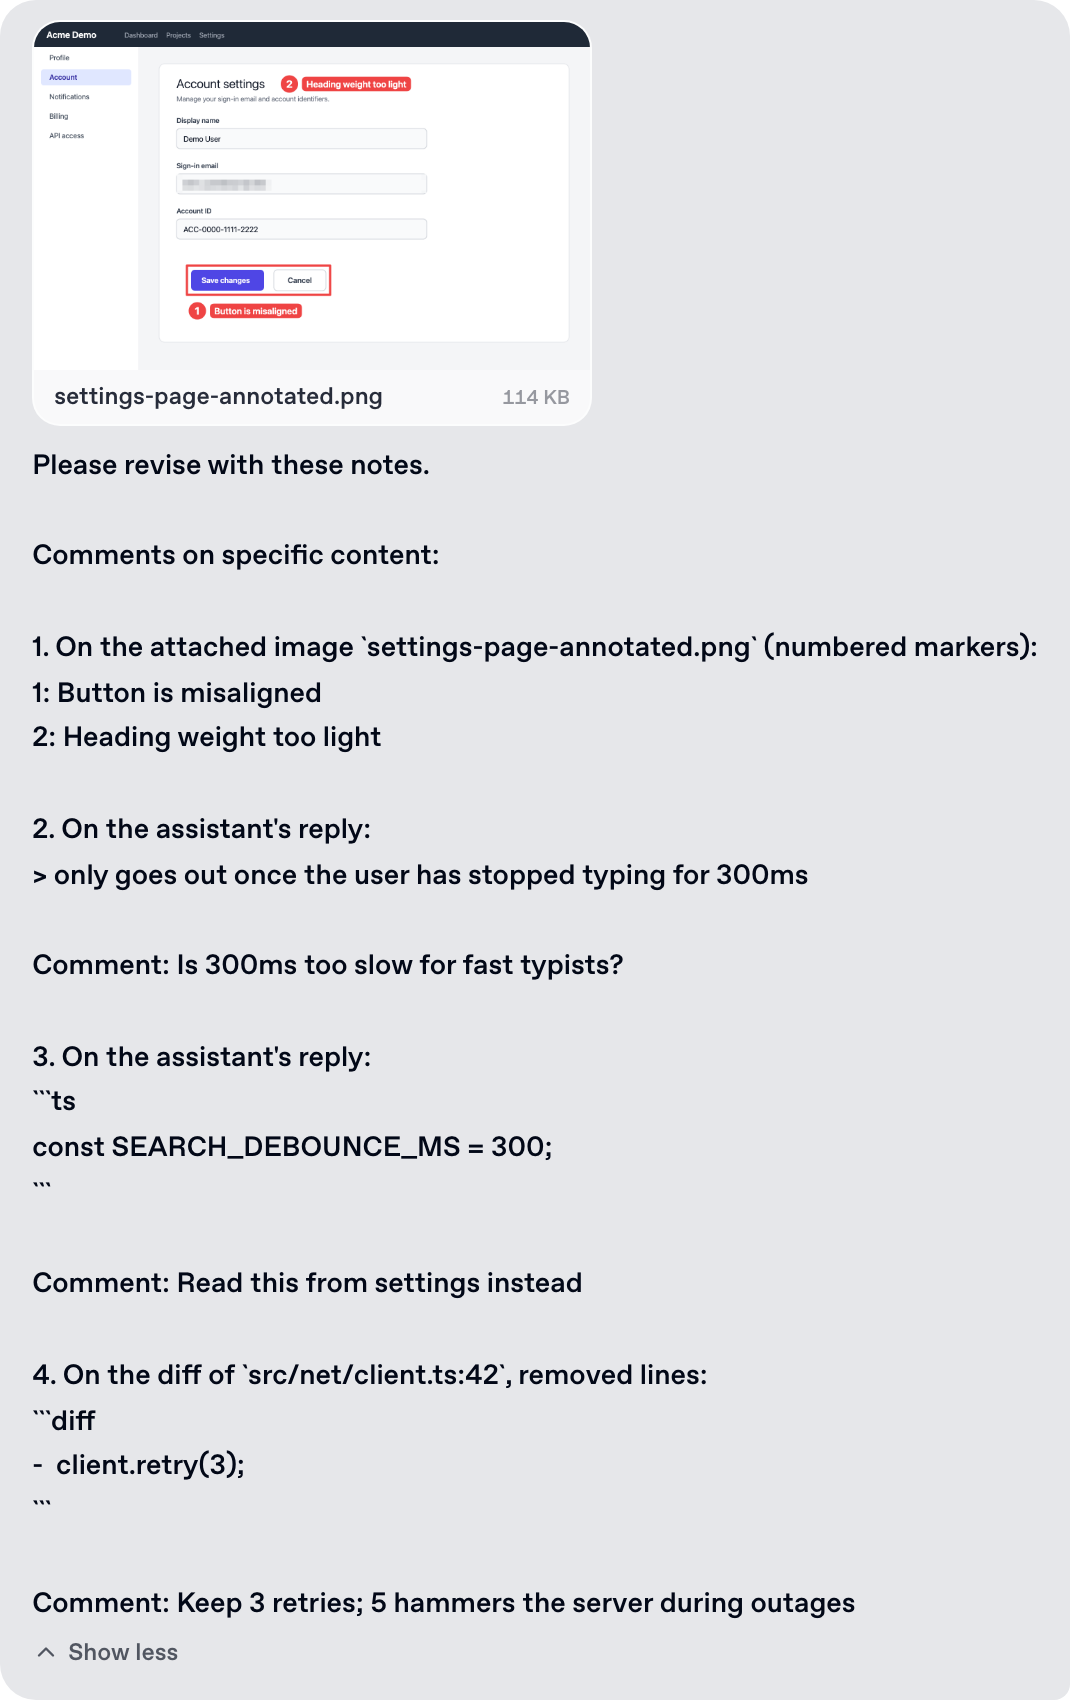 Acme Demo Dashboard Projects Settings
Profile
Account
Notifications
Billing
API access
Account settings 2 Heading weight too light
Manage your sign-in email and account identifiers.
Display name
Demo User
Sign-in email
Account ID
ACC-0000-1111-2222
Save changes Cancel
1 Button is misaligned
settings-page-annotated.png 114 KB
Please revise with these notes.
Comments on specific content:
1. On the attached image `settings-page-annotated.png` (numbered markers):
1: Button is misaligned
2: Heading weight too light
2. On the assistant's reply:
> only goes out once the user has stopped typing for 300ms
Comment: Is 300ms too slow for fast typists?
3. On the assistant's reply:
```ts
const SEARCH_DEBOUNCE_MS = 300;
```
Comment: Read this from settings instead
4. On the diff of `src/net/client.ts:42`, removed lines:
```diff
-  client.retry(3);
```
Comment: Keep 3 retries; 5 hammers the server during outages
Show less